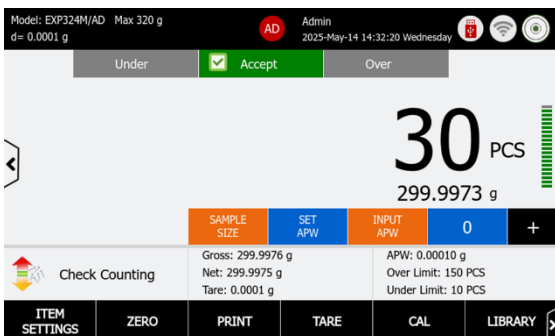 Model: EXP324M/AD Max 320 g
d= 0.0001 g
AD
Admin
2025-May-14 14:32:20 Wednesday
Under
Accept
Over
30 PCS
299.9973 g
SAMPLE
SIZE
SET
APW
INPUT
APW
0
+
Check Counting
Gross: 299.9976 g
Net: 299.9975 g
Tare: 0.0001 g
APW: 0.00010 g
Over Limit: 150 PCS
Under Limit: 10 PCS
ITEM
SETTINGS
ZERO
PRINT
TARE
CAL
LIBRARY